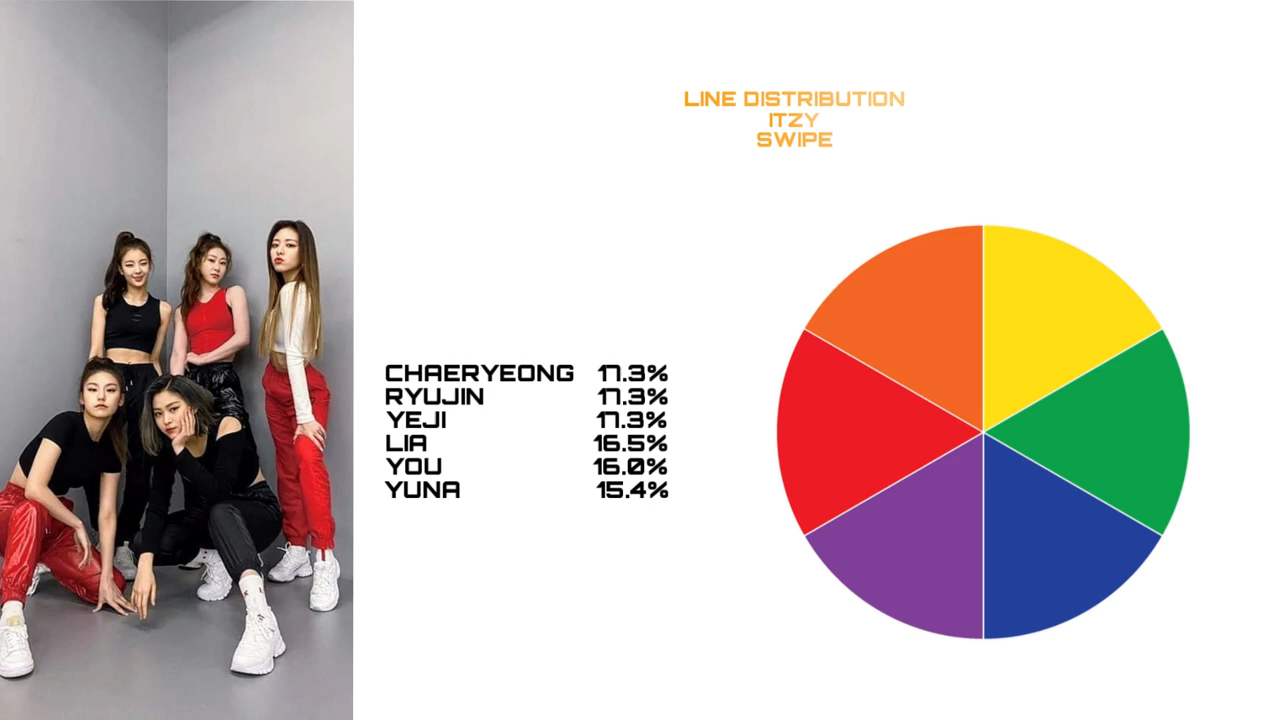 LINE DISTRIBUTION
ITZY
SWIPE
CHAERYEONG 17.3%
RYUJIN 17.3%
YEJI 17.3%
LIA 16.5%
YOU 16.0%
YUNA 15.4%